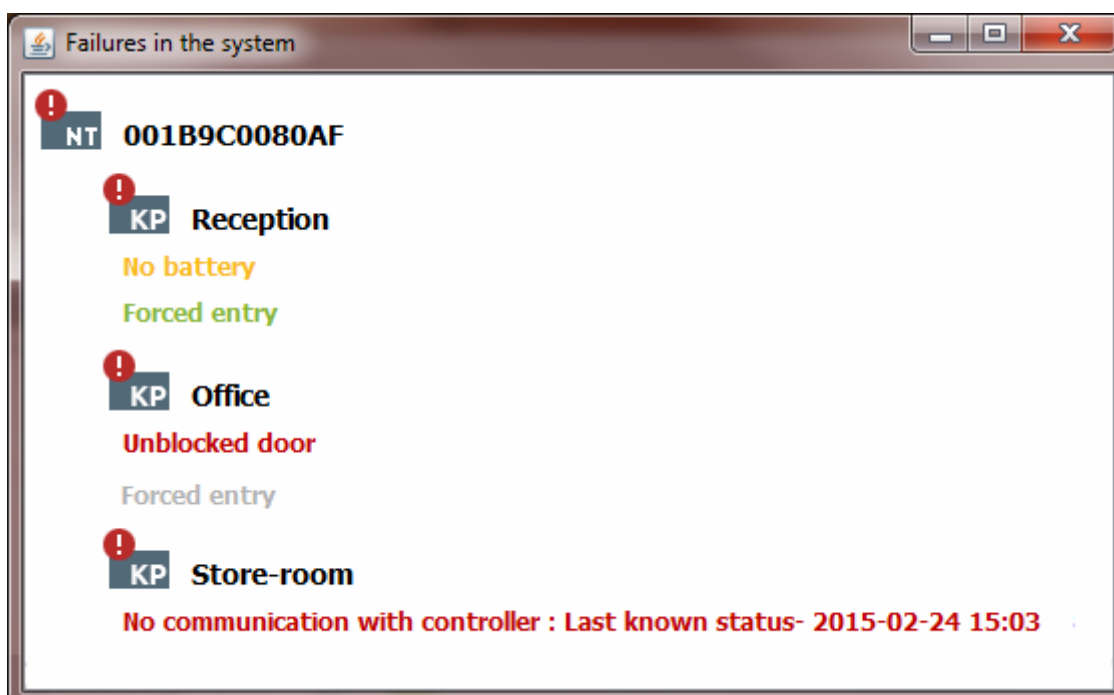 Failures in the system
NT 001B9C0080AF
KP Reception
No battery
Forced entry
KP Office
Unblocked door
Forced entry
KP Store-room
No communication with controller : Last known status- 2015-02-24 15:03